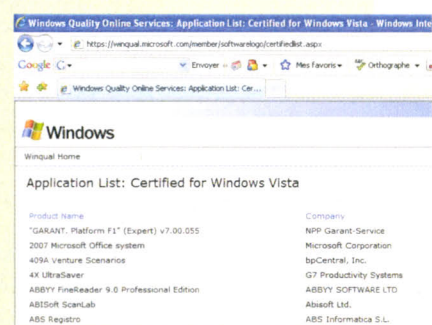 Windows Quality Online Services: Application List: Certified for Windows Vista - Windows Inte
https://winqual.microsoft.com/member/softwarelogo/certifiedlist.aspx
Google G Envoyer Mes favoris Orthographe
Windows Quality Online Services: Application List: Cer...
Windows
Winqual Home
Application List: Certified for Windows Vista
Product Name Company
"GARANT. Platform F1" (Expert) v7.00.055 NPP Garant-Service
2007 Microsoft Office system Microsoft Corporation
409A Venture Scenarios bpCentral, Inc.
4X UltraSaver G7 Productivity Systems
ABBYY FineReader 9.0 Professional Edition ABBYY SOFTWARE LTD
ABISoft ScanLab Abisoft Ltd.
ABS Registro ABS Informatica S.L.